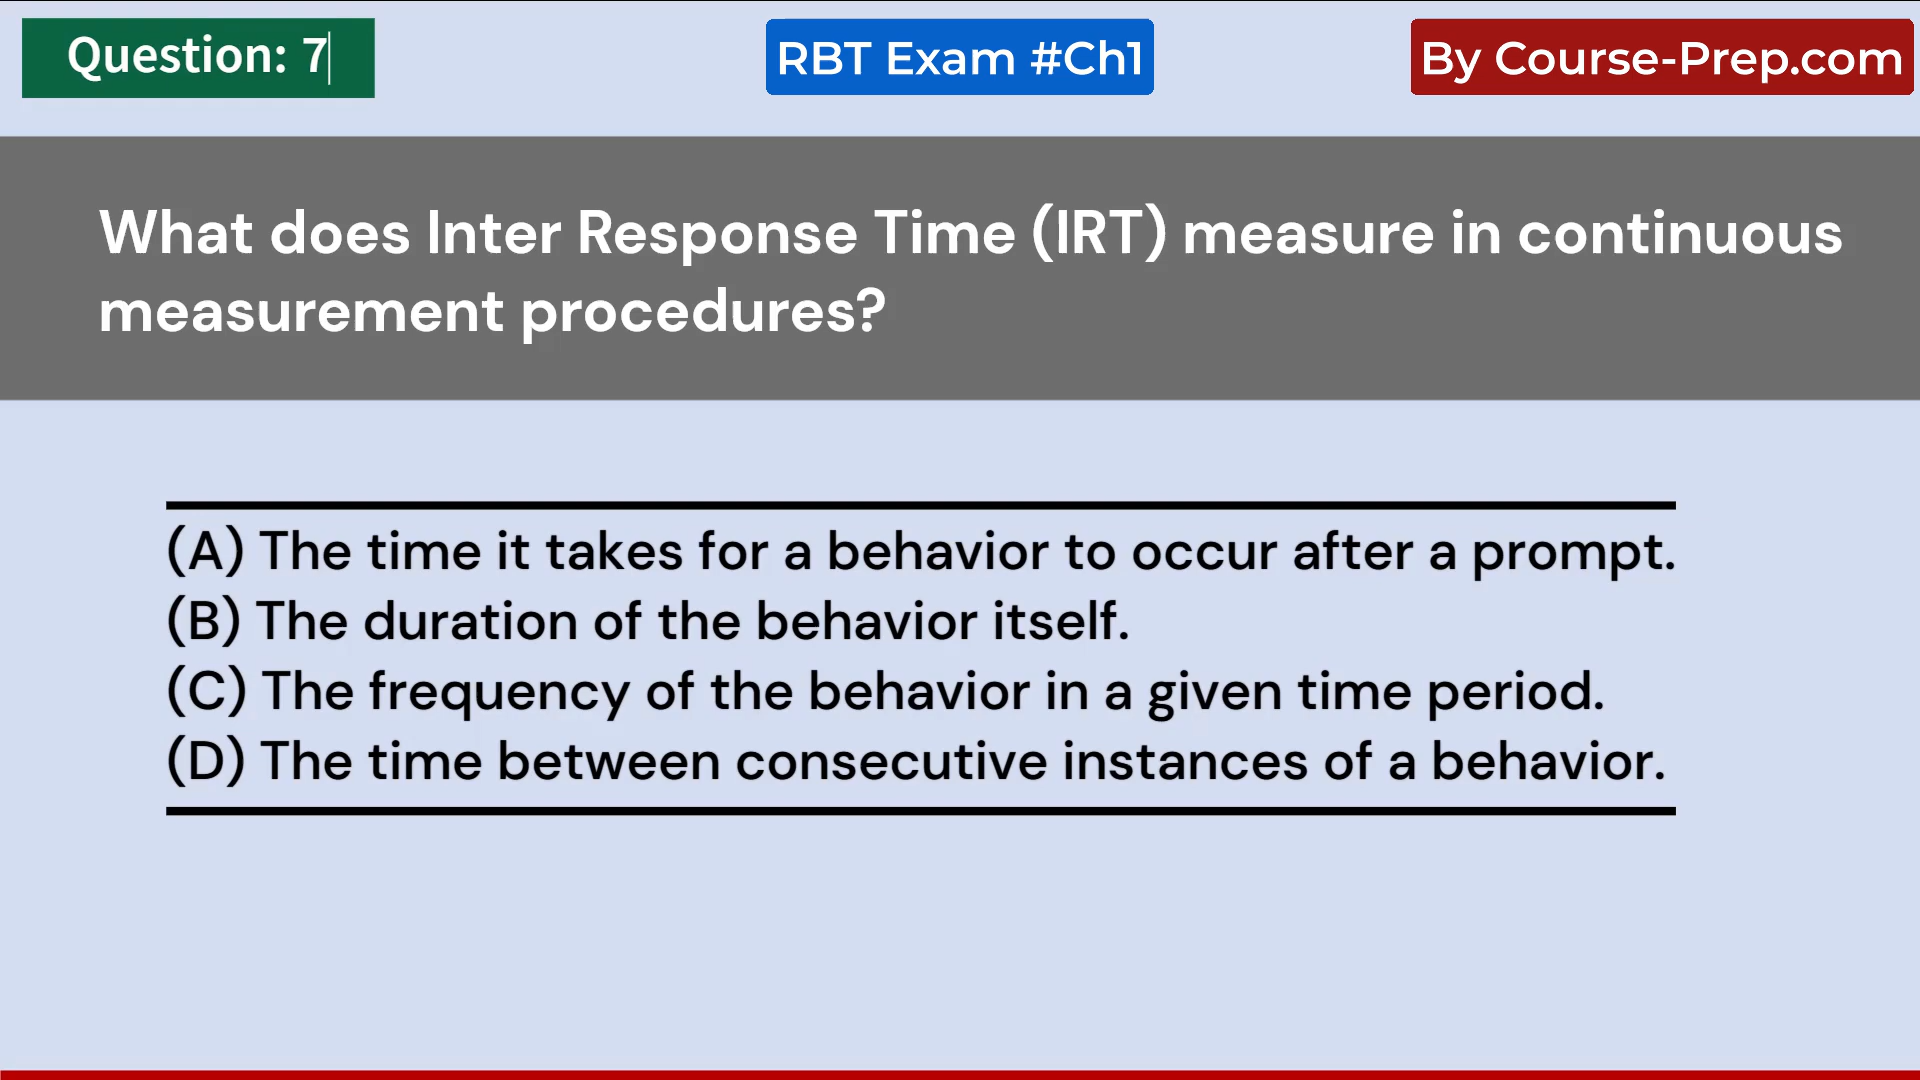 Question: 7
RBT Exam #Ch1
By Course-Prep.com
What does Inter Response Time (IRT) measure in continuous
measurement procedures?
(A) The time it takes for a behavior to occur after a prompt.
(B) The duration of the behavior itself.
(C) The frequency of the behavior in a given time period.
(D) The time between consecutive instances of a behavior.